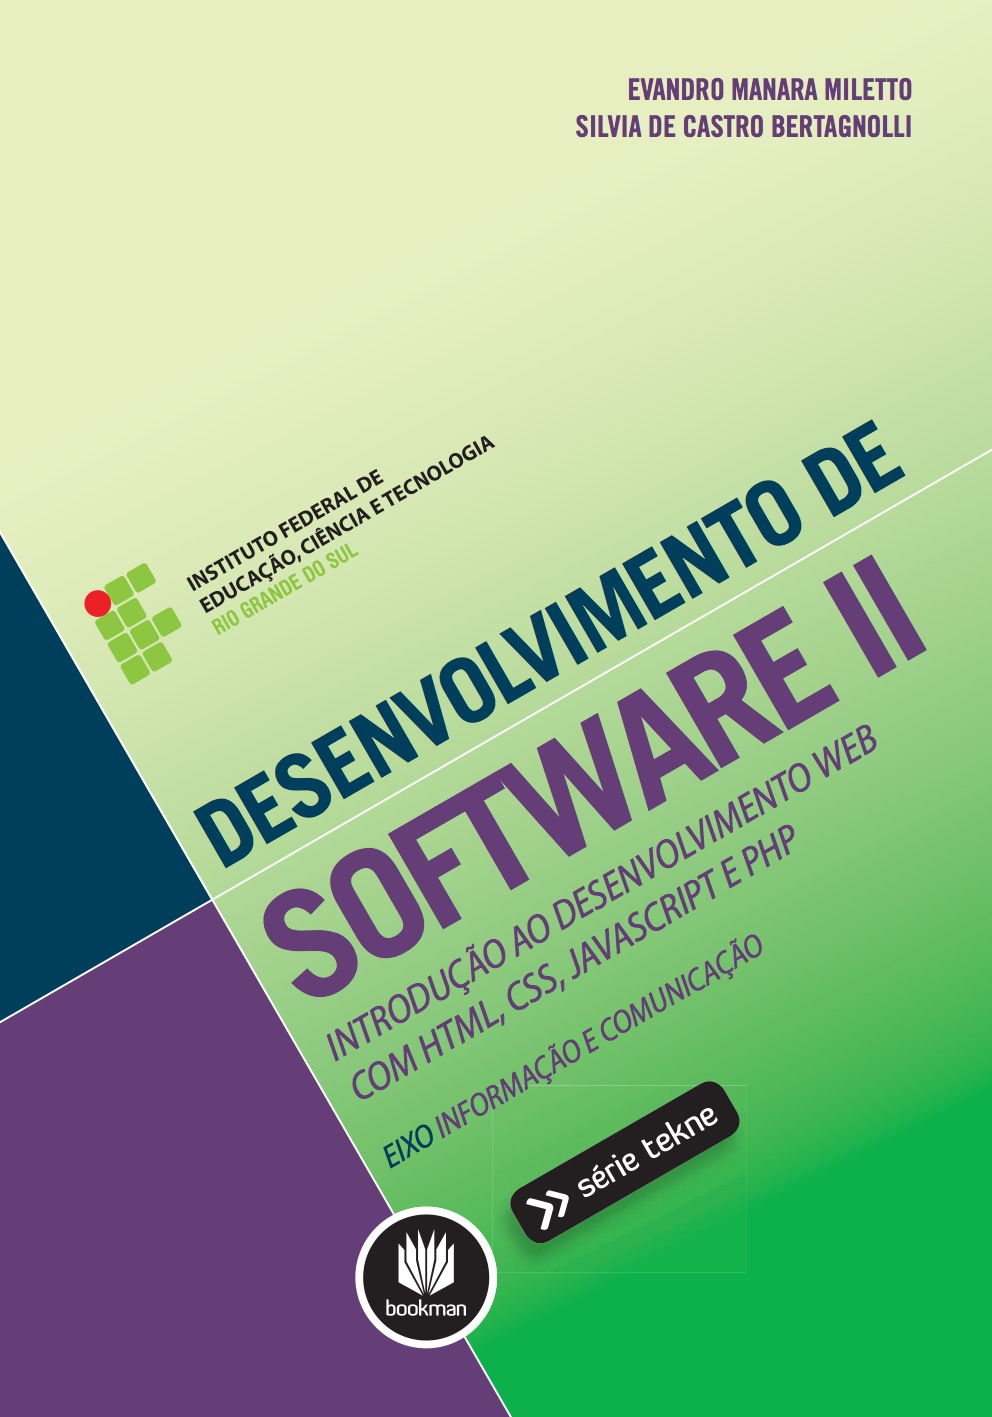 EVANDRO MANARA MILETTO
SILVIA DE CASTRO BERTAGNOLLI
INSTITUTO FEDERAL DE
EDUCAÇÃO, CIÊNCIA E TECNOLOGIA
RIO GRANDE DO SUL
DESENVOLVIMENTO DE
SOFTWARE II
INTRODUÇÃO AO DESENVOLVIMENTO WEB
COM HTML, CSS, JAVASCRIPT E PHP
EIXO INFORMAÇÃO E COMUNICAÇÃO
série tekne
bookman